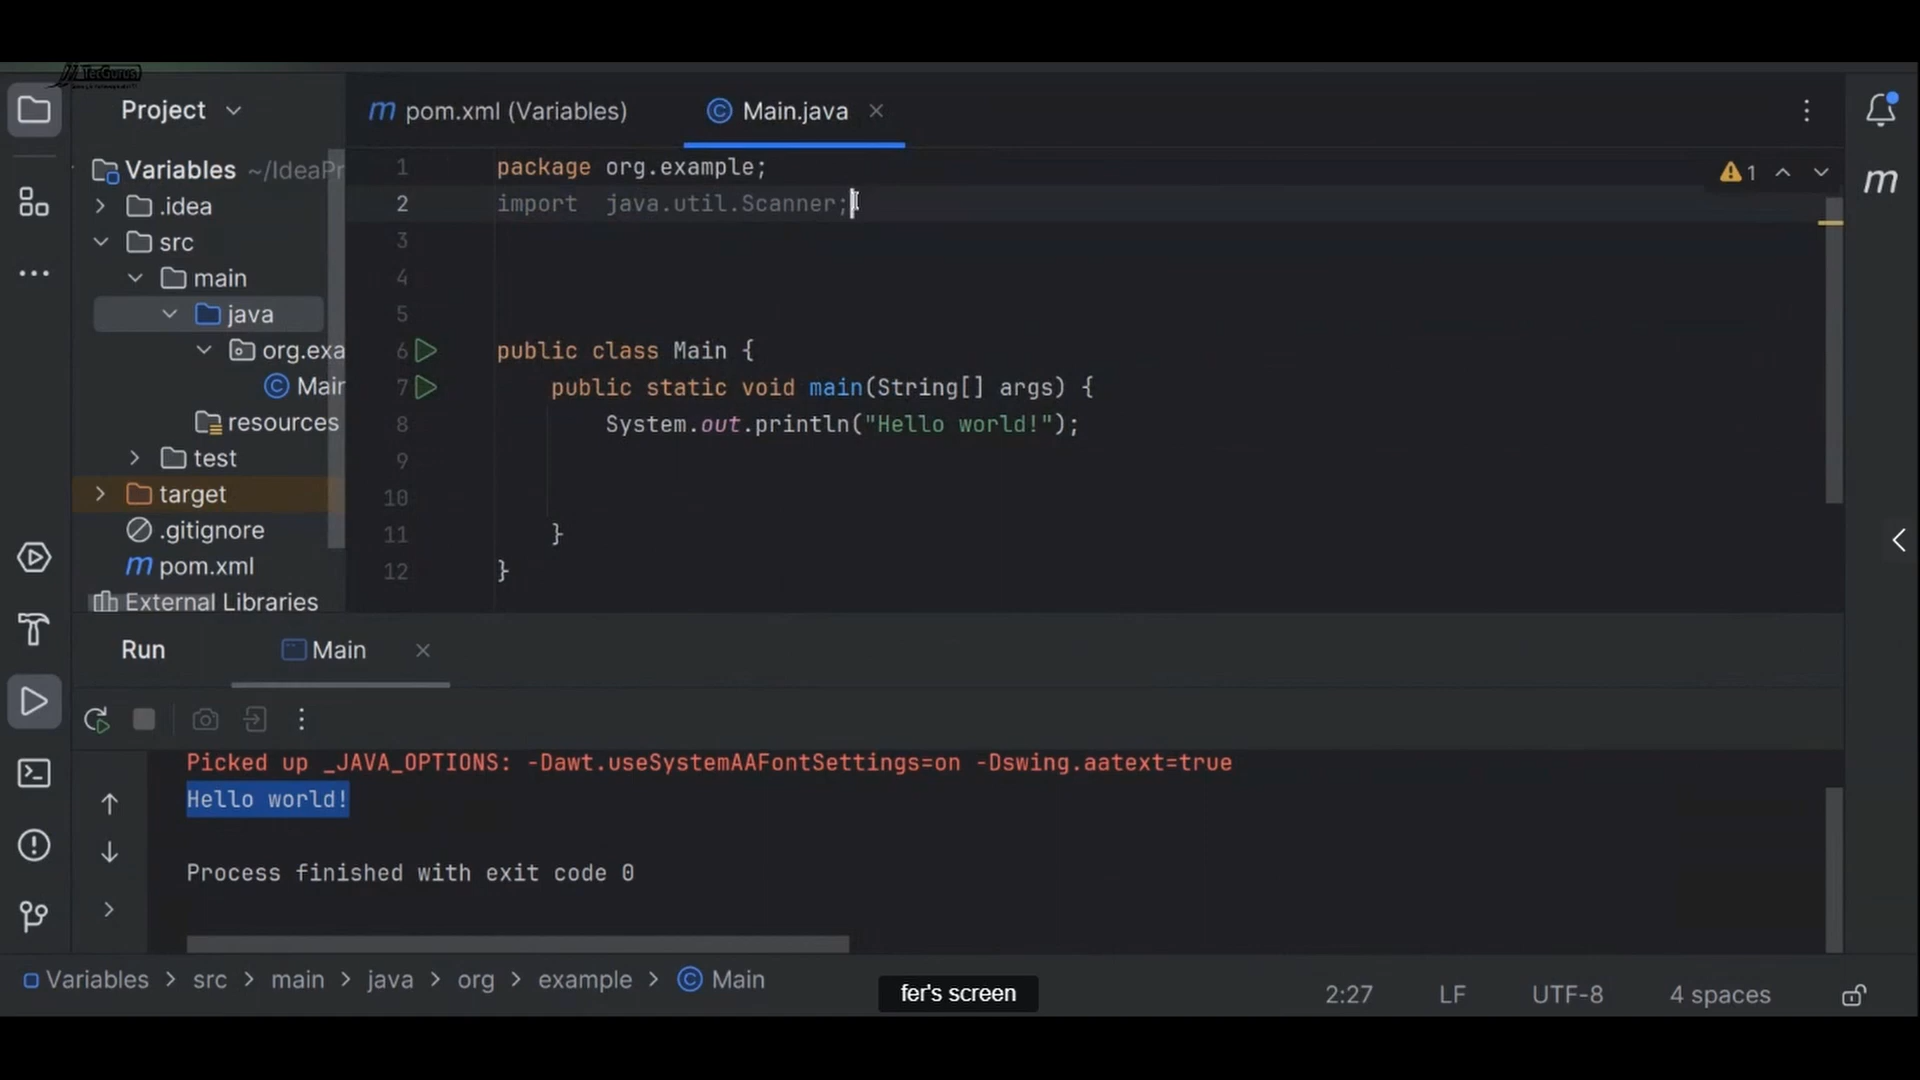 TecGurus
Project
pom.xml (Variables)
Main.java
Variables ~/IdeaPr
.idea
src
main
java
org.exa
Main
resources
test
target
.gitignore
pom.xml
External Libraries
1 package org.example;
2 import  java.util.Scanner;
3
4
5
6 public class Main {
7 public static void main(String[] args) {
8 System.out.println("Hello world!");
9
10
11 }
12 }
1
m
Run
Main
Picked up _JAVA_OPTIONS: -Dawt.useSystemAAFontSettings=on -Dswing.aatext=true
Hello world!
Process finished with exit code 0
Variables > src > main > java > org > example > Main
fer's screen
2:27
LF
UTF-8
4 spaces